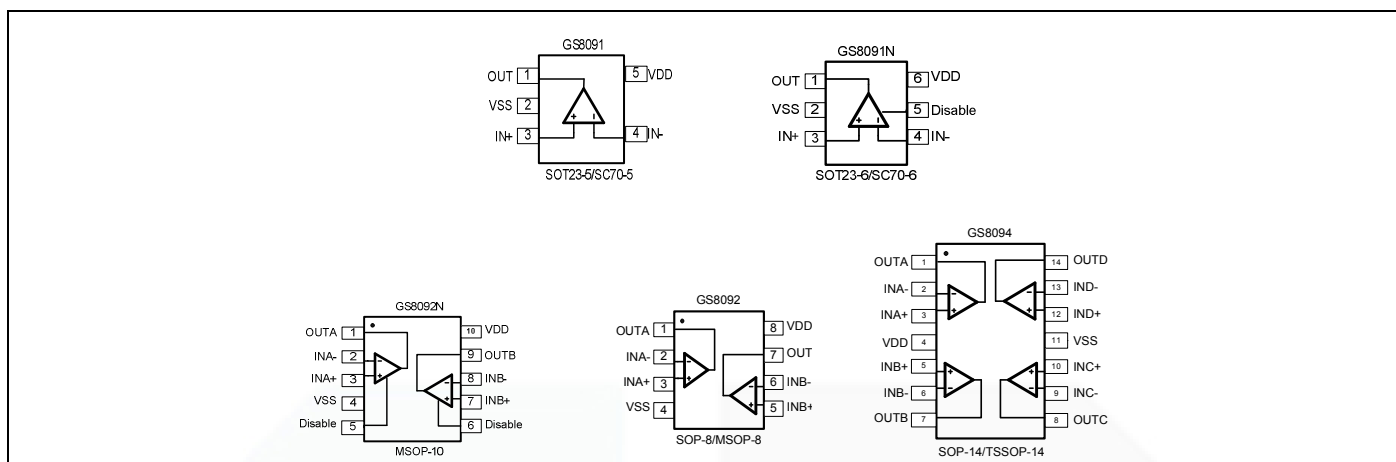 GS8091
OUT 1 5 VDD
VSS 2
IN+ 3 4 IN-
SOT23-5/SC70-5
GS8091N
OUT 1 6 VDD
VSS 2 5 Disable
IN+ 3 4 IN-
SOT23-6/SC70-6
GS8092N
OUTA 1 10 VDD
INA- 2 9 OUTB
INA+ 3 8 INB-
VSS 4 7 INB+
Disable 5 6 Disable
MSOP-10
GS8092
OUTA 1 8 VDD
INA- 2 7 OUT
INA+ 3 6 INB-
VSS 4 5 INB+
SOP-8/MSOP-8
GS8094
OUTA 1 14 OUTD
INA- 2 13 IND-
INA+ 3 12 IND+
VDD 4 11 VSS
INB+ 5 10 INC+
INB- 6 9 INC-
OUTB 7 8 OUTC
SOP-14/TSSOP-14